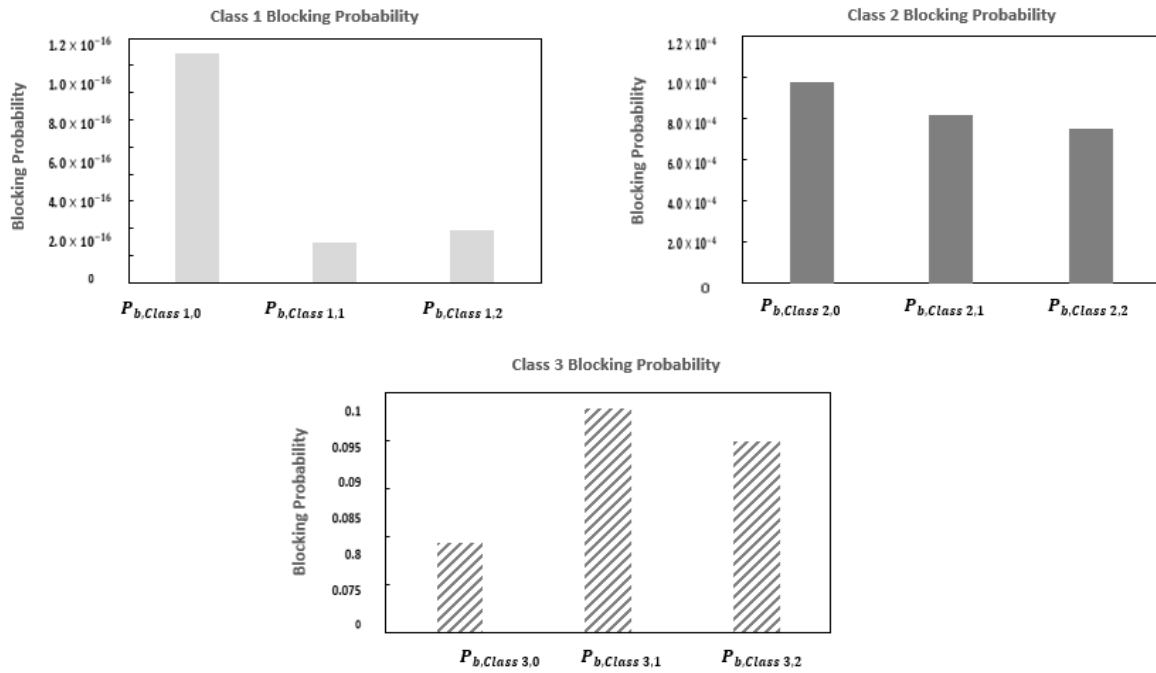 Class 1 Blocking Probability
Blocking Probability
1.2 × 10⁻¹⁶
1.0 × 10⁻¹⁶
8.0 × 10⁻¹⁶
6.0 × 10⁻¹⁶
4.0 × 10⁻¹⁶
2.0 × 10⁻¹⁶
0
P_b,Class 1,0
P_b,Class 1,1
P_b,Class 1,2
Class 2 Blocking Probability
Blocking Probability
1.2 × 10⁻⁴
1.0 × 10⁻⁴
8.0 × 10⁻⁴
6.0 × 10⁻⁴
4.0 × 10⁻⁴
2.0 × 10⁻⁴
0
P_b,Class 2,0
P_b,Class 2,1
P_b,Class 2,2
Class 3 Blocking Probability
Blocking Probability
0.1
0.095
0.09
0.085
0.8
0.075
0
P_b,Class 3,0
P_b,Class 3,1
P_b,Class 3,2